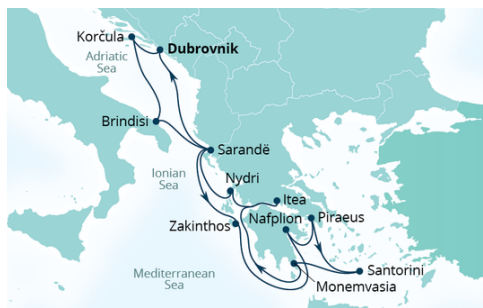 Korčula
Dubrovnik
Adriatic
Sea
Brindisi
Sarandë
Ionian
Sea
Nydri
Itea
Zakinthos
Nafplion
Piraeus
Mediterranean
Sea
Santorini
Monemvasia